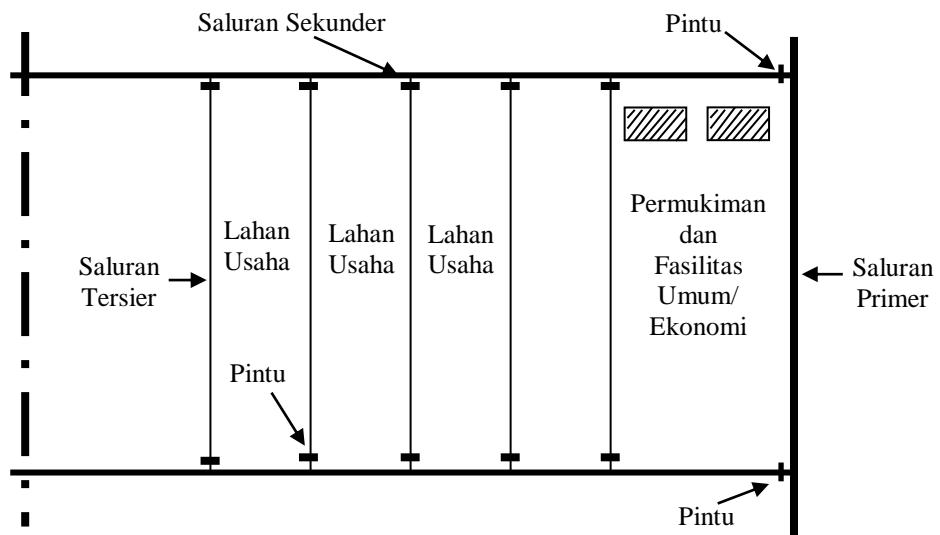 Saluran Sekunder
Pintu
Lahan
Usaha
Lahan
Usaha
Lahan
Usaha
Permukiman
dan
Fasilitas
Umum/
Ekonomi
Saluran
Tersier
Saluran
Primer
Pintu
Pintu